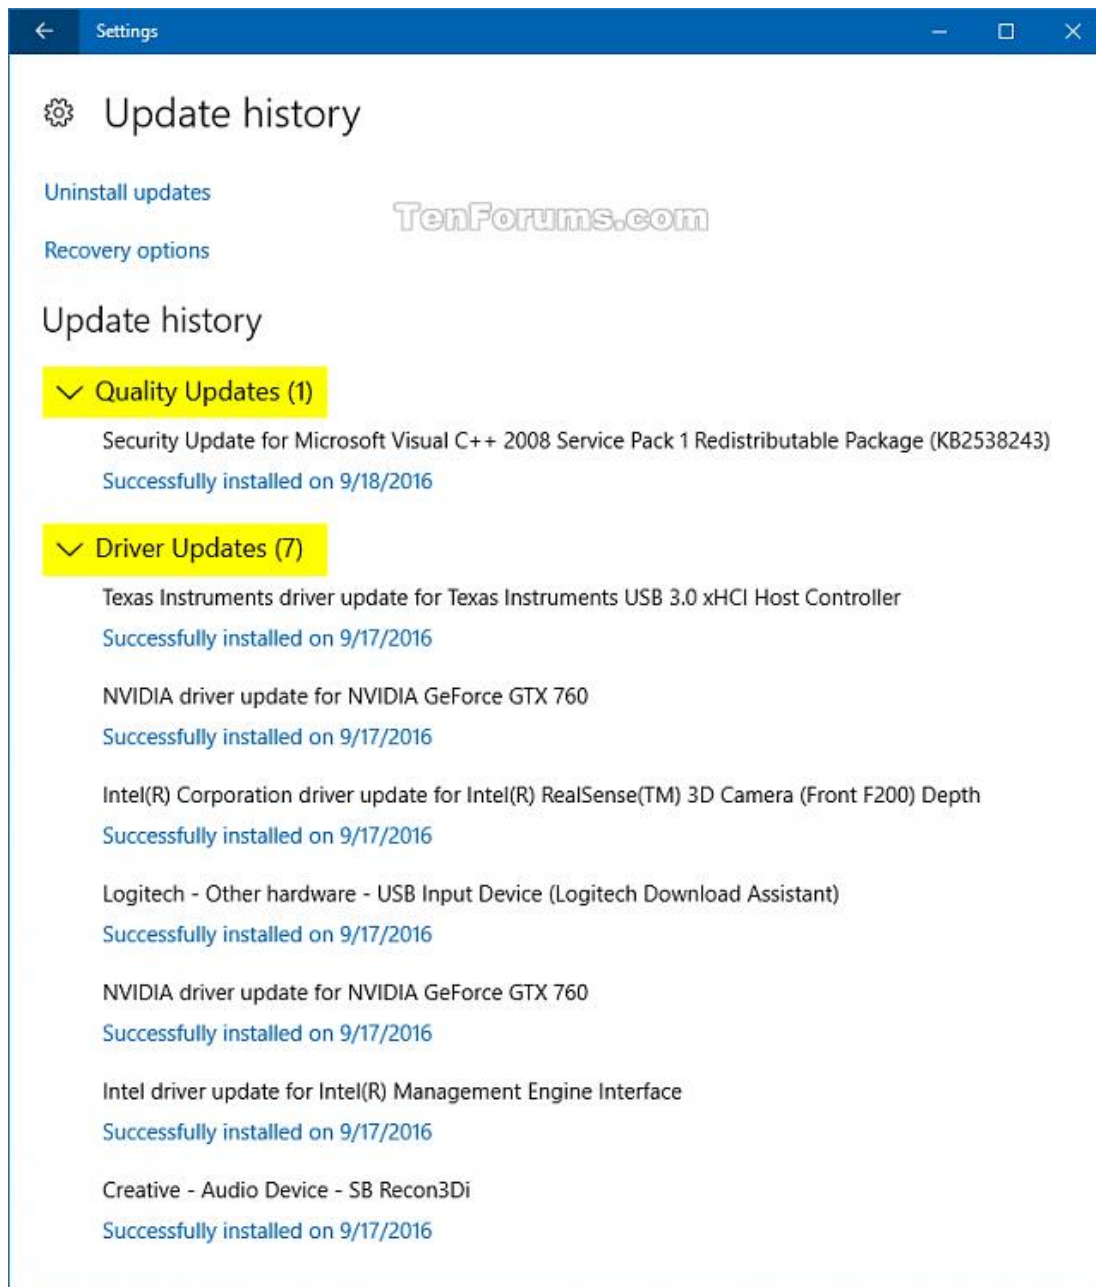 Settings
Update history
Uninstall updates
TenForums.com
Recovery options
Update history
Quality Updates (1)
Security Update for Microsoft Visual C++ 2008 Service Pack 1 Redistributable Package (KB2538243)
Successfully installed on 9/18/2016
Driver Updates (7)
Texas Instruments driver update for Texas Instruments USB 3.0 xHCI Host Controller
Successfully installed on 9/17/2016
NVIDIA driver update for NVIDIA GeForce GTX 760
Successfully installed on 9/17/2016
Intel(R) Corporation driver update for Intel(R) RealSense(TM) 3D Camera (Front F200) Depth
Successfully installed on 9/17/2016
Logitech - Other hardware - USB Input Device (Logitech Download Assistant)
Successfully installed on 9/17/2016
NVIDIA driver update for NVIDIA GeForce GTX 760
Successfully installed on 9/17/2016
Intel driver update for Intel(R) Management Engine Interface
Successfully installed on 9/17/2016
Creative - Audio Device - SB Recon3Di
Successfully installed on 9/17/2016